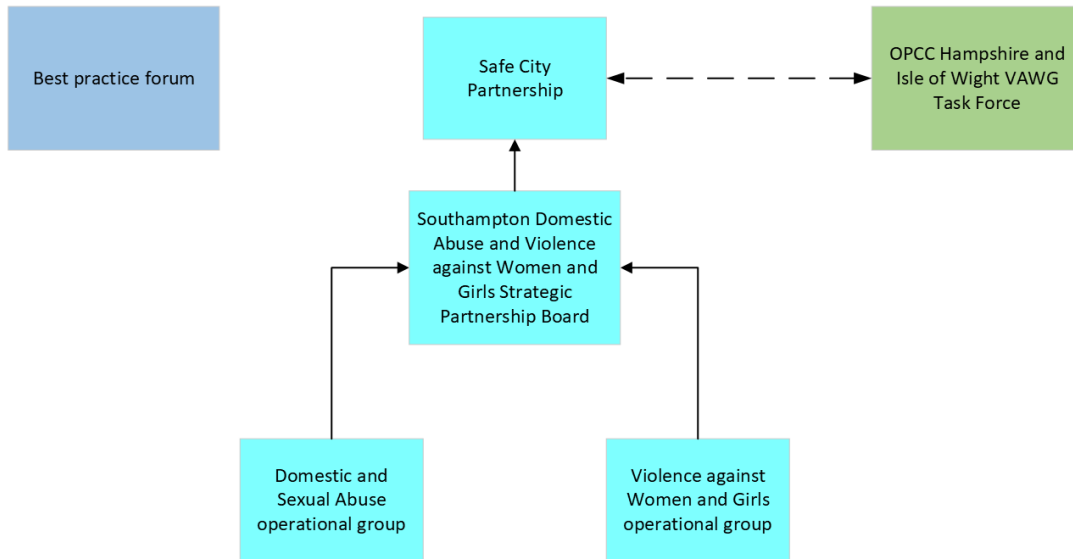 Best practice forum
Safe City
Partnership
OPCC Hampshire and
Isle of Wight VAWG
Task Force
Southampton Domestic
Abuse and Violence
against Women and
Girls Strategic
Partnership Board
Domestic and
Sexual Abuse
operational group
Violence against
Women and Girls
operational group